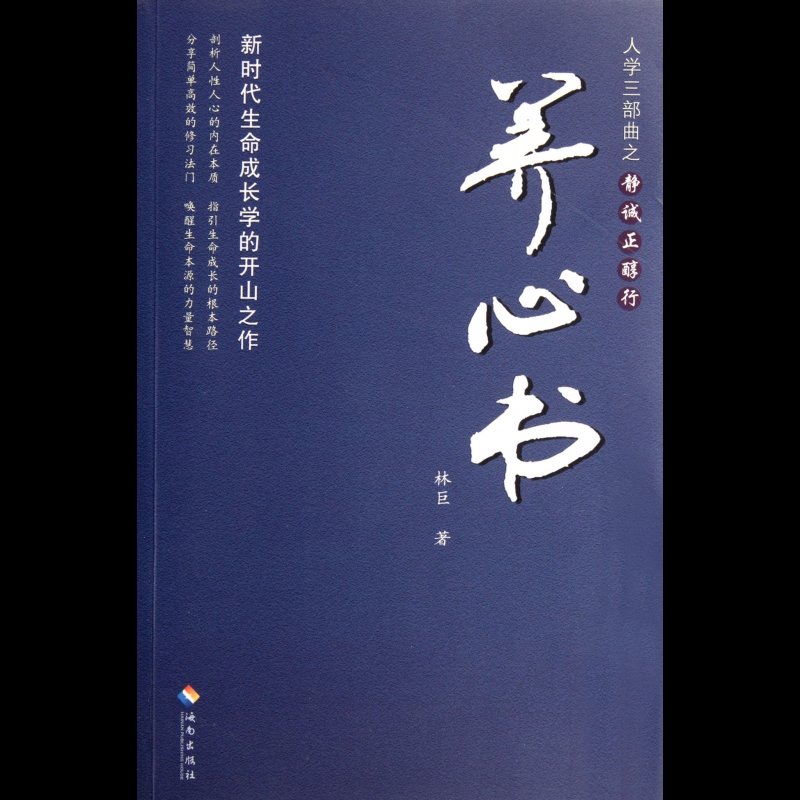 人学三部曲之静诚正醇行
养心书
林巨 著
新时代生命成长学的开山之作
剖析人性人心的内在本质 指引生命成长的根本路径
分享简单高效的修习法门 唤醒生命本源的力量智慧
海南出版社
HAINAN PUBLISHING HOUSE